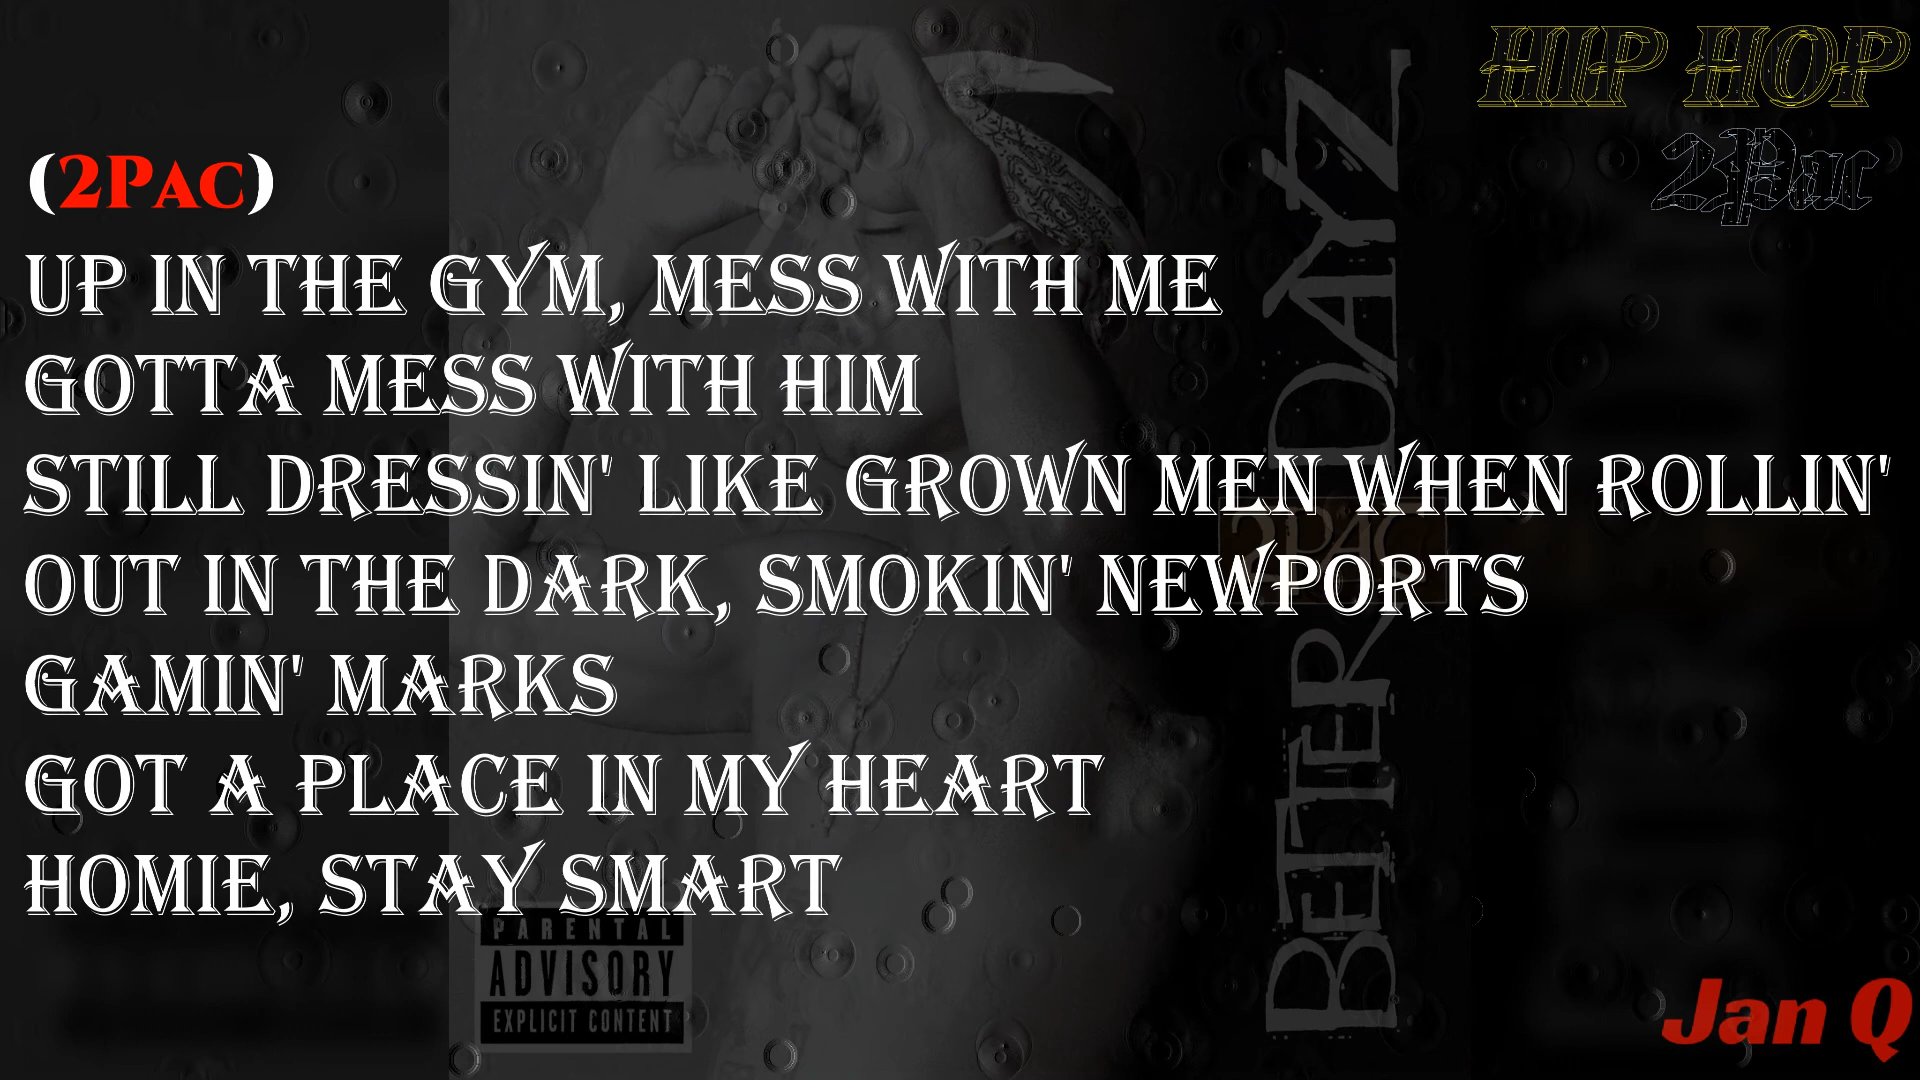 HIP HOP
2Pac
(2PAC)
UP IN THE GYM, MESS WITH ME
GOTTA MESS WITH HIM
STILL DRESSIN' LIKE GROWN MEN WHEN ROLLIN'
OUT IN THE DARK, SMOKIN' NEWPORTS
GAMIN' MARKS
GOT A PLACE IN MY HEART
HOMIE, STAY SMART
BETTER DAYZ
2PAC
PARENTAL
ADVISORY
EXPLICIT CONTENT
Jan Q